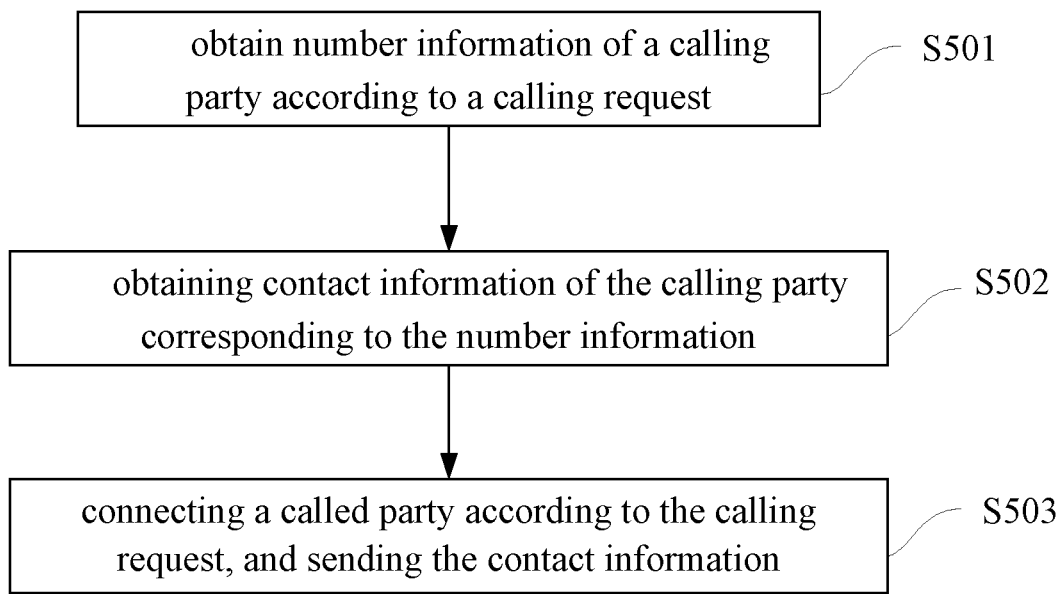 obtain number information of a calling
party according to a calling request
S501
obtaining contact information of the calling party
corresponding to the number information
S502
connecting a called party according to the calling
request, and sending the contact information
S503